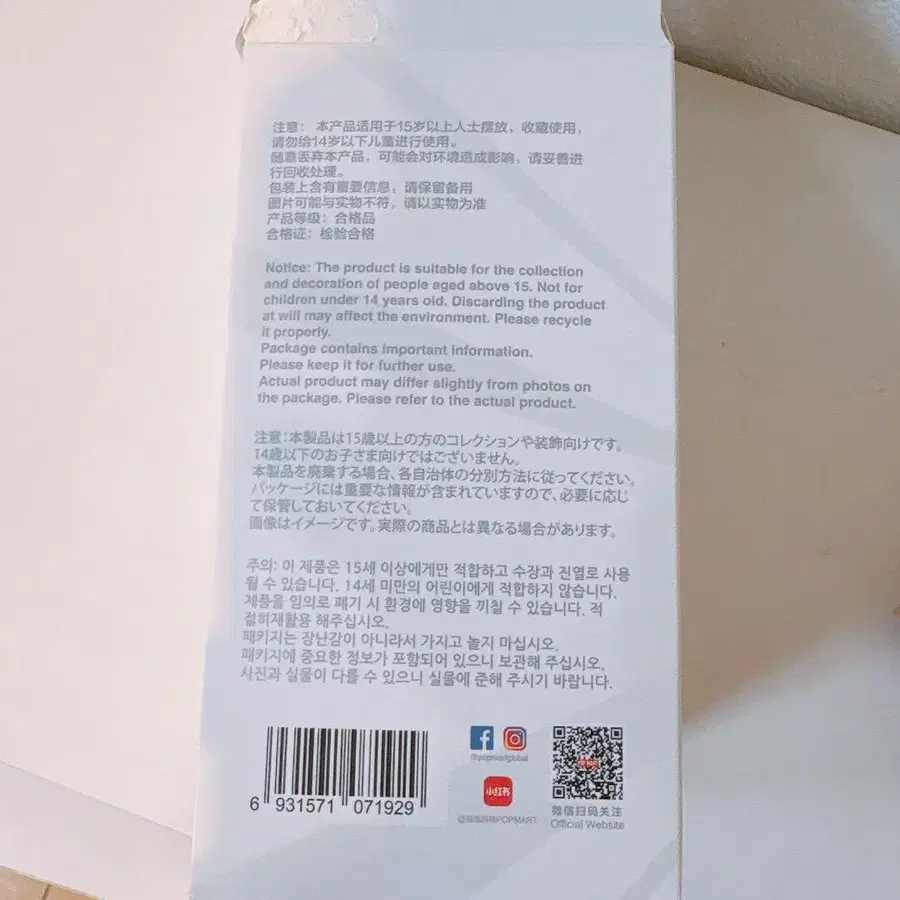 注意： 本产品适用于15岁以上人士摆放，收藏使用，
请勿给14岁以下儿童进行使用。
随意丢弃本产品，可能会对环境造成影响，请妥善进
行回收处理。
包装上含有重要信息，请保留备用
图片可能与实物不符，请以实物为准
产品等级：合格品
合格证：检验合格
Notice: The product is suitable for the collection
and decoration of people aged above 15. Not for
children under 14 years old. Discarding the product
at will may affect the environment. Please recycle
it properly.
Package contains important information.
Please keep it for further use.
Actual product may differ slightly from photos on
the package. Please refer to the actual product.
注意:本製品は15歳以上の方のコレクションや装飾向けです。
14歳以下のお子さま向けではございません。
本製品を廃棄する場合、各自治体の分別方法に従ってください。
パッケージには重要な情報が含まれていますので、必要に応じ
て保管しておいてください。
画像はイメージです。実際の商品とは異なる場合があります。
주의: 이 제품은 15세 이상에게만 적합하고 수장과 진열로 사용
될 수 있습니다. 14세 미만의 어린이에게 적합하지 않습니다.
제품을 임의로 폐기 시 환경에 영향을 끼칠 수 있습니다. 적
절히재활용 해주십시오.
패키지는 장난감이 아니라서 가지고 놀지 마십시오.
패키지에 중요한 정보가 포함되어 있으니 보관해 주십시오.
사진과 실물이 다를 수 있으니 실물에 준해 주시기 바랍니다.
6 931571 071929
@popmartglobal
小红书
POPMART
POP MART
微信扫码关注
Official Website